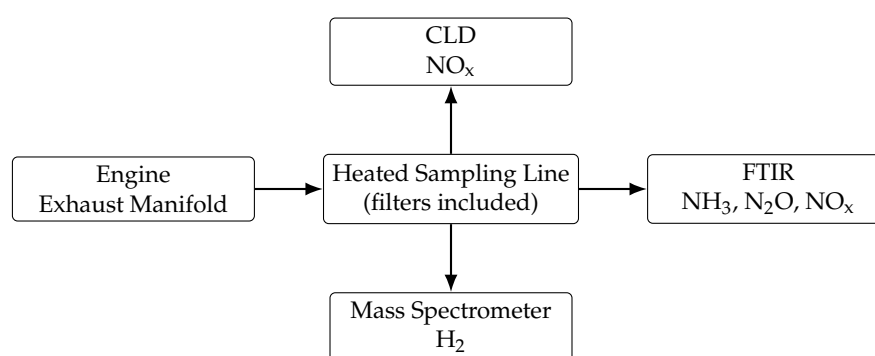 CLD
NOₓ
Engine
Exhaust Manifold
Heated Sampling Line
(filters included)
FTIR
NH₃, N₂O, NOₓ
Mass Spectrometer
H₂